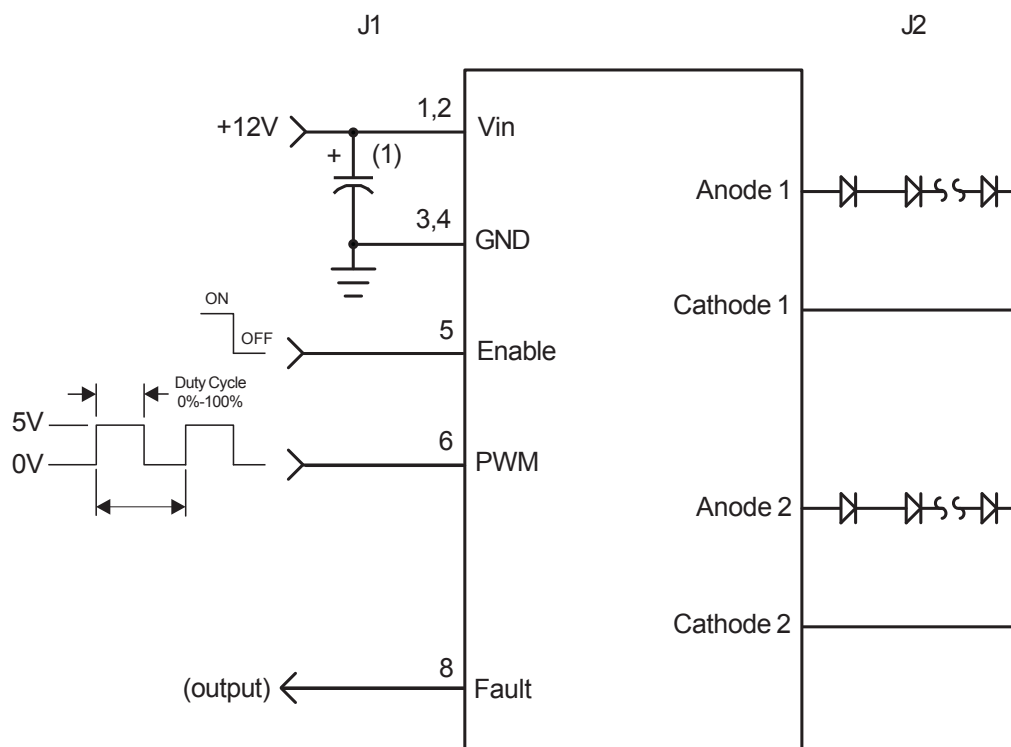 J1
J2
1,2
+12V
Vin
+
(1)
Anode 1
3,4
GND
ON
Cathode 1
OFF
5
Enable
Duty Cycle
0%-100%
5V
6
0V
PWM
Anode 2
Cathode 2
8
(output)
Fault